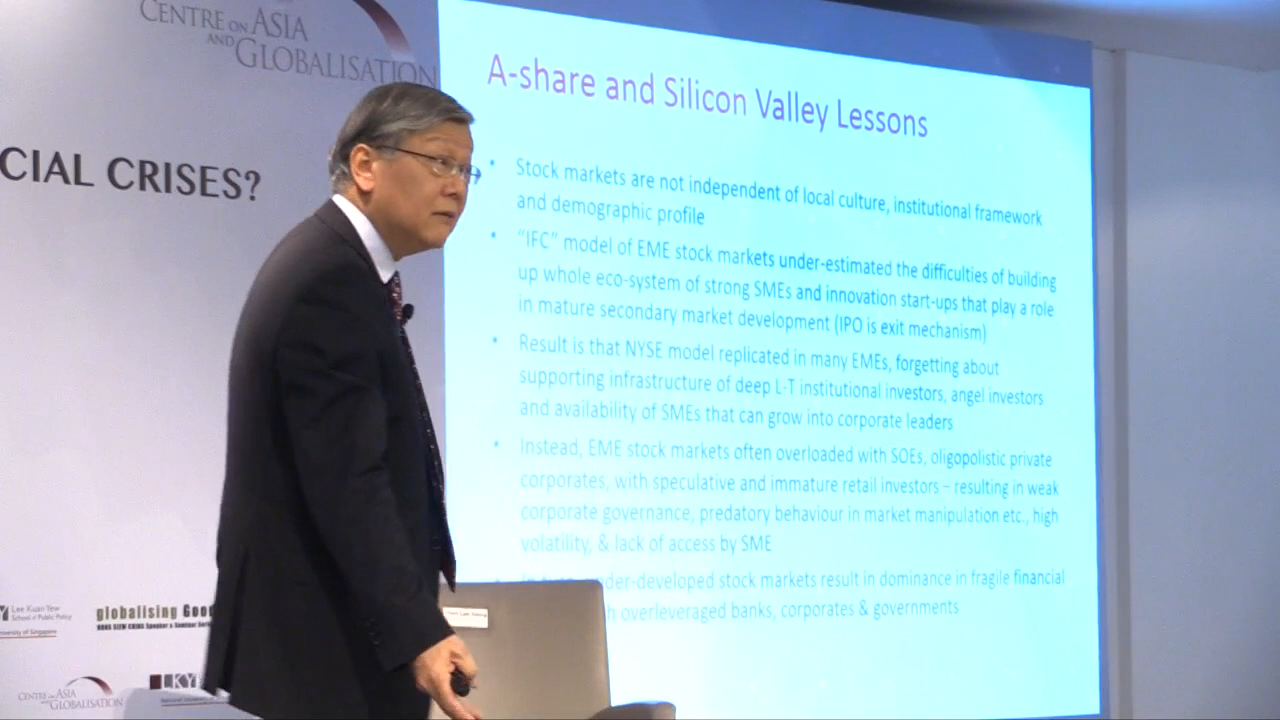 CENTRE ON ASIA
AND GLOBALISATION
CIAL CRISES?
A-share and Silicon Valley Lessons
• Stock markets are not independent of local culture, institutional framework
and demographic profile
• “IFC” model of EME stock markets under-estimated the difficulties of building
up whole eco-system of strong SMEs and innovation start-ups that play a role
in mature secondary market development (IPO is exit mechanism)
• Result is that NYSE model replicated in many EMEs, forgetting about
supporting infrastructure of deep L-T institutional investors, angel investors
and availability of SMEs that can grow into corporate leaders
• Instead, EME stock markets often overloaded with SOEs, oligopolistic private
corporates, with speculative and immature retail investors – resulting in weak
corporate governance, predatory behaviour in market manipulation etc., high
volatility, & lack of access by SME
• der-developed stock markets result in dominance in fragile financial
h overleveraged banks, corporates & governments
Lee Kuan Yew
School of Public Policy
University of Singapore
globalising Goo
CENTRE ON ASIA
AND GLOBALISATION
LKY